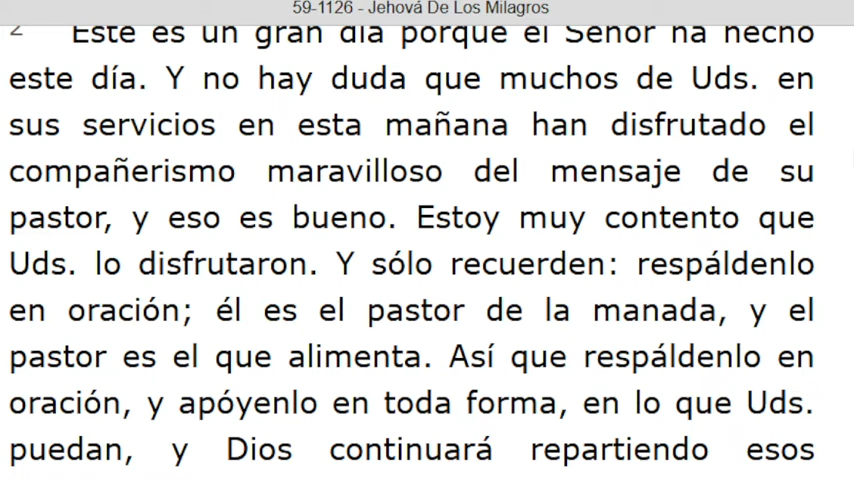 59-1126 - Jehová De Los Milagros
2 Este es un gran día porque el Señor ha hecho
este día. Y no hay duda que muchos de Uds. en
sus servicios en esta mañana han disfrutado el
compañerismo maravilloso del mensaje de su
pastor, y eso es bueno. Estoy muy contento que
Uds. lo disfrutaron. Y sólo recuerden: respáldenlo
en oración; él es el pastor de la manada, y el
pastor es el que alimenta. Así que respáldenlo en
oración, y apóyenlo en toda forma, en lo que Uds.
puedan, y Dios continuará repartiendo esos